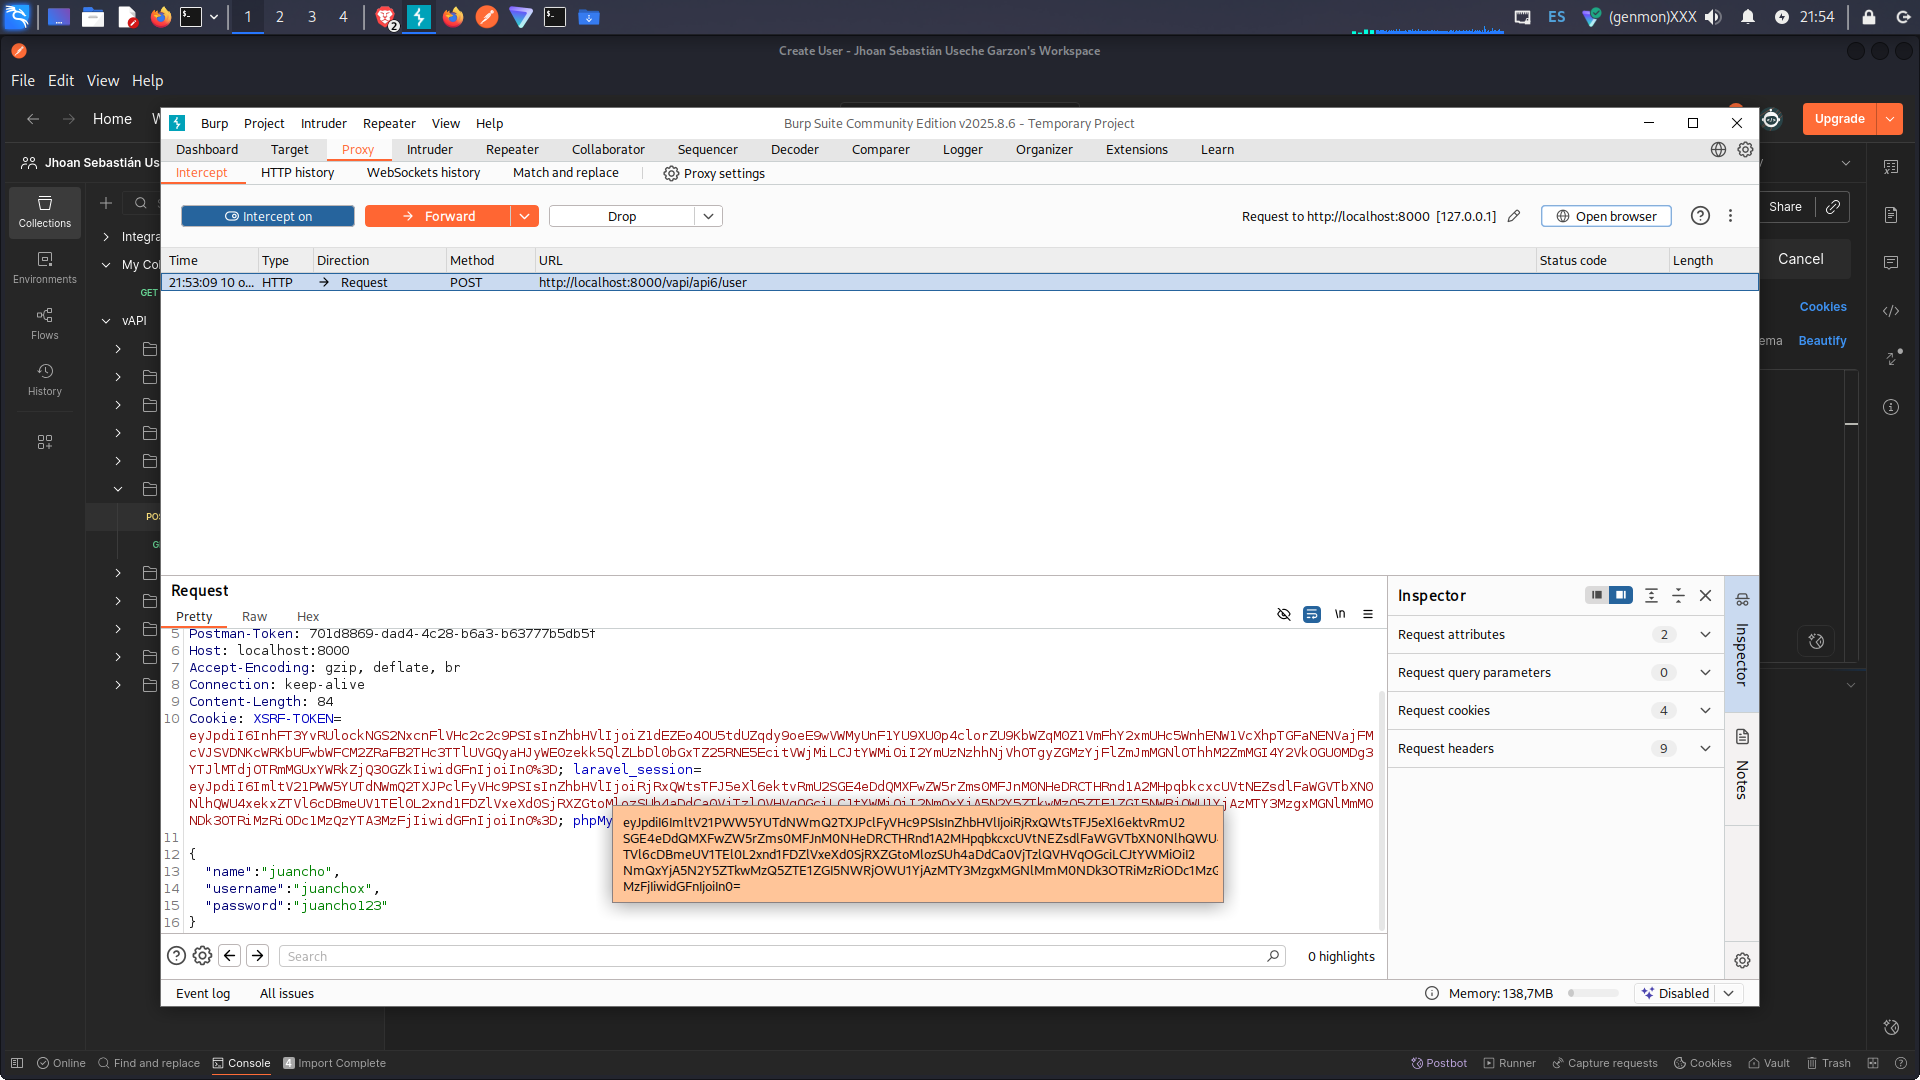 1 2 3 4
2
ES
(genmon)XXX
21:54
Create User - Jhoan Sebastián Useche Garzon's Workspace
File Edit View Help
Home
Upgrade
Jhoan Sebastián Us
Collections
Environments
Flows
History
Integra
My Col
GET
vAPI
Share
Cancel
Cookies
ema Beautify
Burp Project Intruder Repeater View Help
Burp Suite Community Edition v2025.8.6 - Temporary Project
Dashboard Target Proxy Intruder Repeater Collaborator Sequencer Decoder Comparer Logger Organizer Extensions Learn
Intercept HTTP history WebSockets history Match and replace Proxy settings
Intercept on Forward Drop
Request to http://localhost:8000 [127.0.0.1]
Open browser
Time Type Direction Method URL Status code Length
21:53:09 10 o... HTTP → Request POST http://localhost:8000/vapi/api6/user
Request
Pretty Raw Hex
\n
5 Postman-Token: 701d8869-dad4-4c28-b6a3-b63777b5db5f
6 Host: localhost:8000
7 Accept-Encoding: gzip, deflate, br
8 Connection: keep-alive
9 Content-Length: 84
10 Cookie: XSRF-TOKEN=
; laravel_session=
; phpMy
11
12 {
13 "name":"juancho",
14 "username":"juanchox",
15 "password":"juancho123"
16 }
Search
0 highlights
Inspector
Request attributes 2
Request query parameters 0
Request cookies 4
Request headers 9
Inspector
Notes
Event log All issues
Memory: 138,7MB
Disabled
Online Find and replace Console 4 Import Complete
Postbot Runner Capture requests Cookies Vault Trash